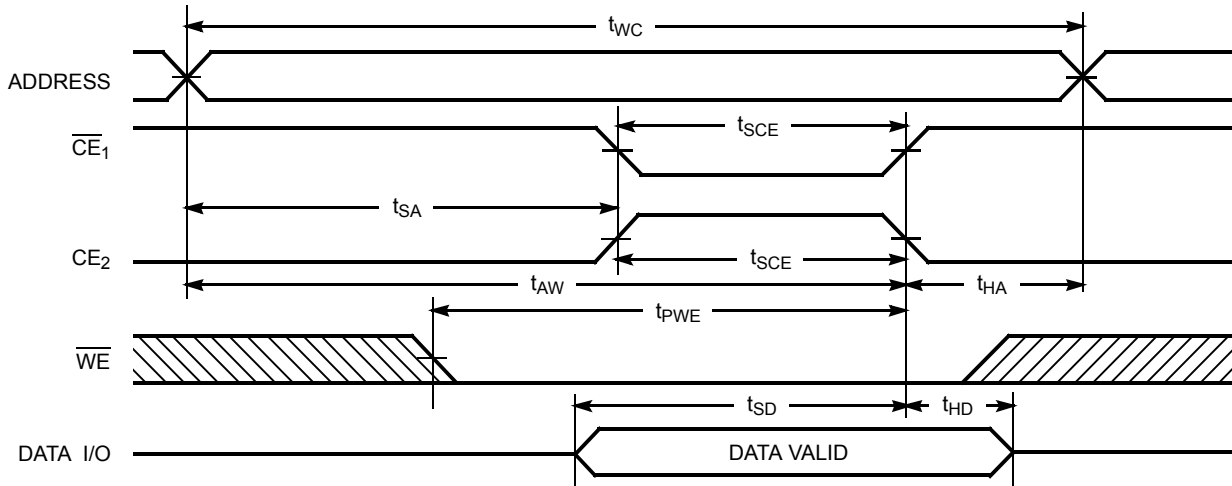 tWC
ADDRESS
CE1
tSCE
tSA
CE2
tSCE
tAW
tHA
tPWE
WE
tSD
tHD
DATA I/O
DATA VALID